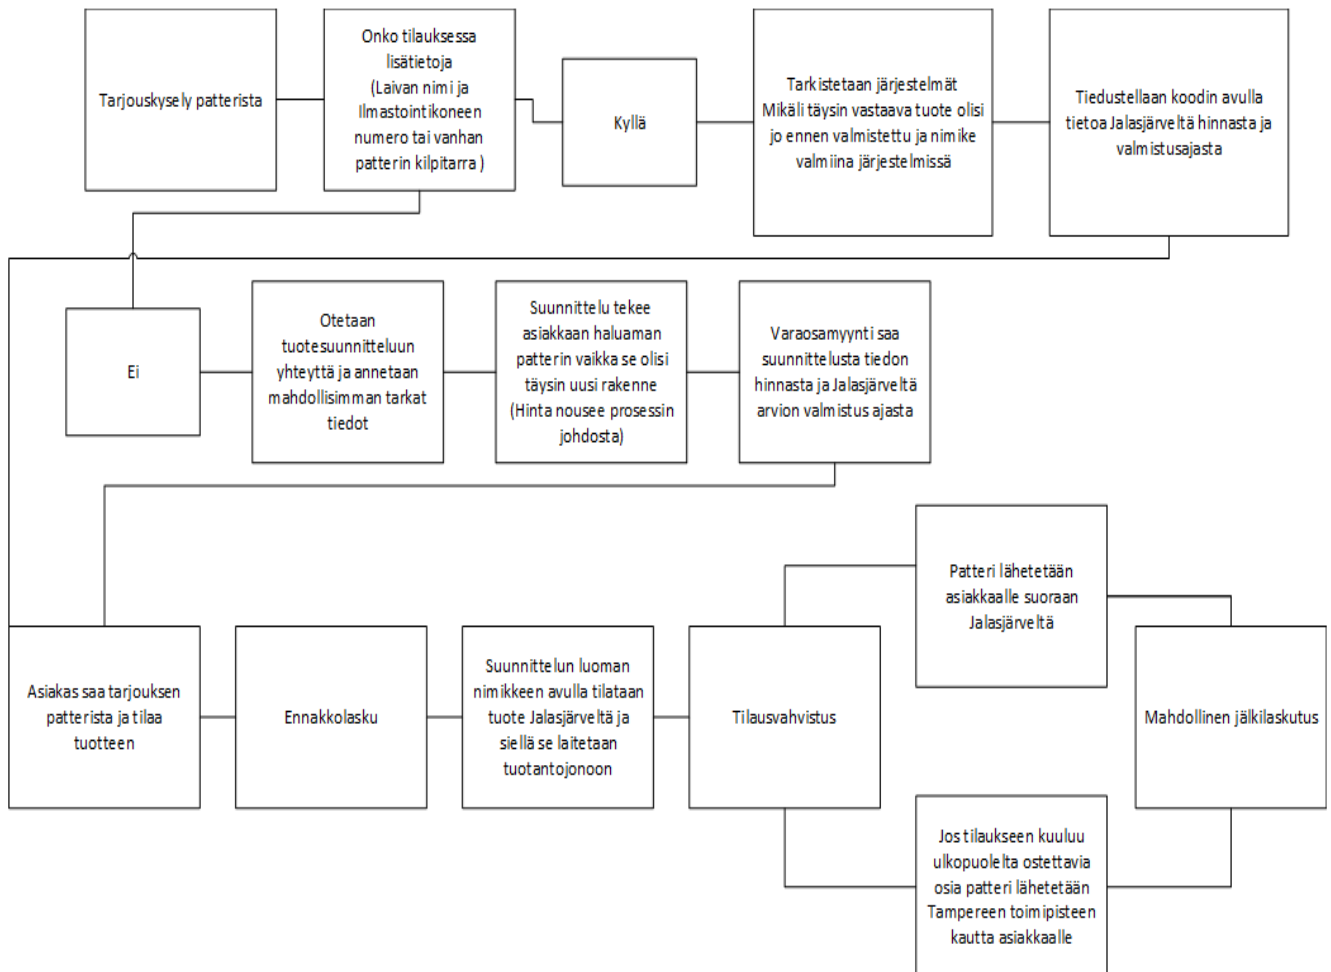 Tarjouskysely patterista
Onko tilauksessa
lisätietoja
(Laivan nimi ja
Ilmastointikoneen
numero tai vanhan
patterin kilpitarra )
Kyllä
Tarkistetaan järjestelmät
Mikäli täysin vastaava tuote olisi
jo ennen valmistettu ja nimike
valmiina järjestelmissä
Tiedustellaan koodin avulla
tietoa Jalasjärveltä hinnasta ja
valmistusajasta
Ei
Otetaan
tuotesuunnitteluun
yhteyttä ja annetaan
mahdollisimman tarkat
tiedot
Suunnittelu tekee
asiakkaan haluaman
patterin vaikka se olisi
täysin uusi rakenne
(Hinta nousee prosessin
johdosta)
Varaosamyynti saa
suunnittelusta tiedon
hinnasta ja Jalasjärveltä
arvion valmistus ajasta
Asiakas saa tarjouksen
patterista ja tilaa
tuotteen
Ennakkolasku
Suunnittelun luoman
nimikkeen avulla tilataan
tuote Jalasjärveltä ja
siellä se laitetaan
tuotantojonoon
Tilausvahvistus
Patteri lähetetään
asiakkaalle suoraan
Jalasjärveltä
Jos tilaukseen kuuluu
ulkopuolelta ostettavia
osia patteri lähetetään
Tampereen toimipisteen
kautta asiakkaalle
Mahdollinen jälkilaskutus